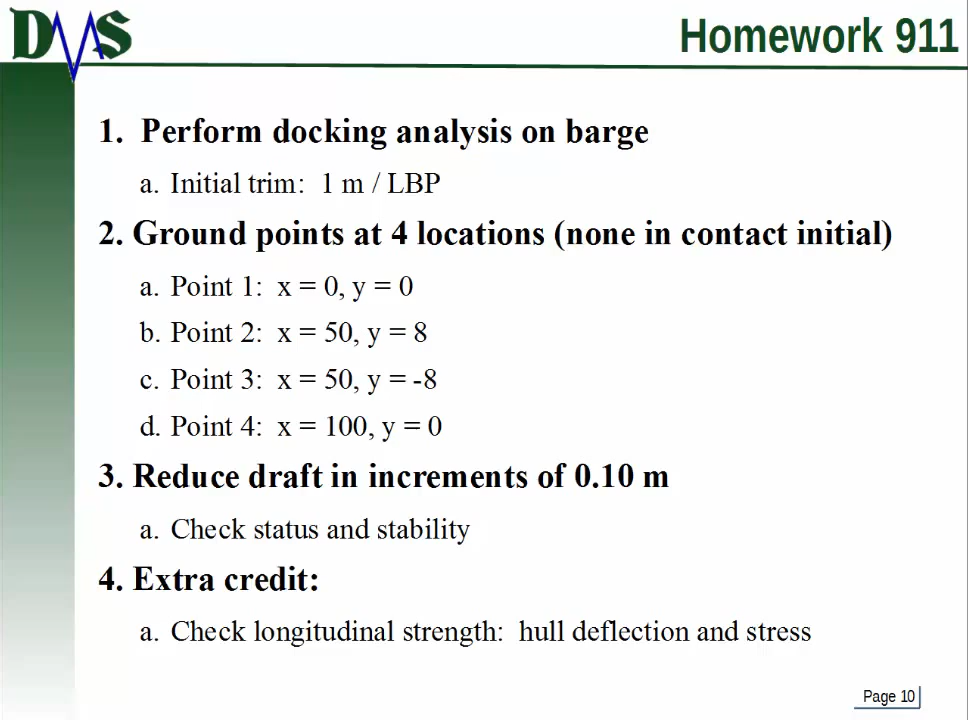 DMS
Homework 911
1. Perform docking analysis on barge
a. Initial trim: 1 m / LBP
2. Ground points at 4 locations (none in contact initial)
a. Point 1: x = 0, y = 0
b. Point 2: x = 50, y = 8
c. Point 3: x = 50, y = -8
d. Point 4: x = 100, y = 0
3. Reduce draft in increments of 0.10 m
a. Check status and stability
4. Extra credit:
a. Check longitudinal strength: hull deflection and stress
Page 10